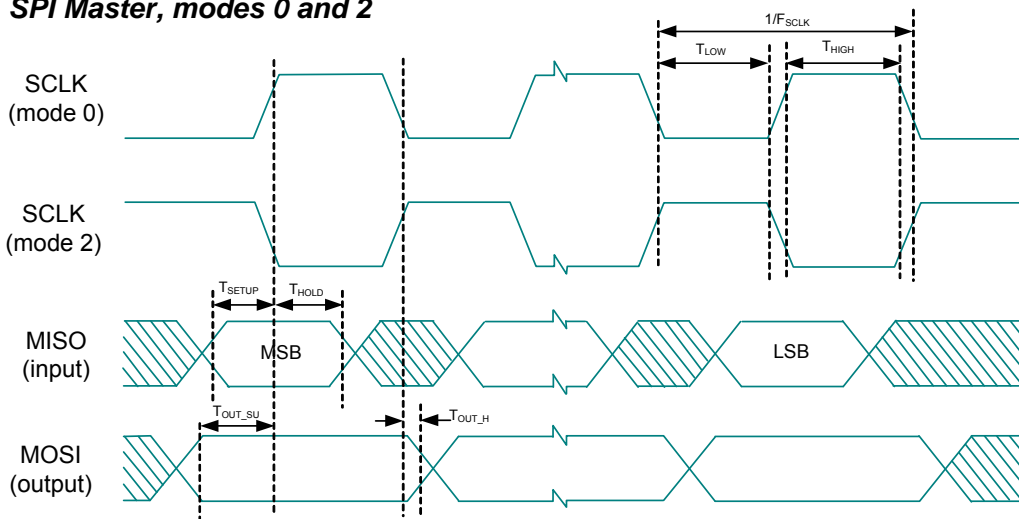 SPI Master, modes 0 and 2
1/FSCLK
TLOW
THIGH
SCLK
(mode 0)
SCLK
(mode 2)
TSETUP
THOLD
MISO
(input)
MSB
LSB
TOUT_SU
TOUT_H
MOSI
(output)